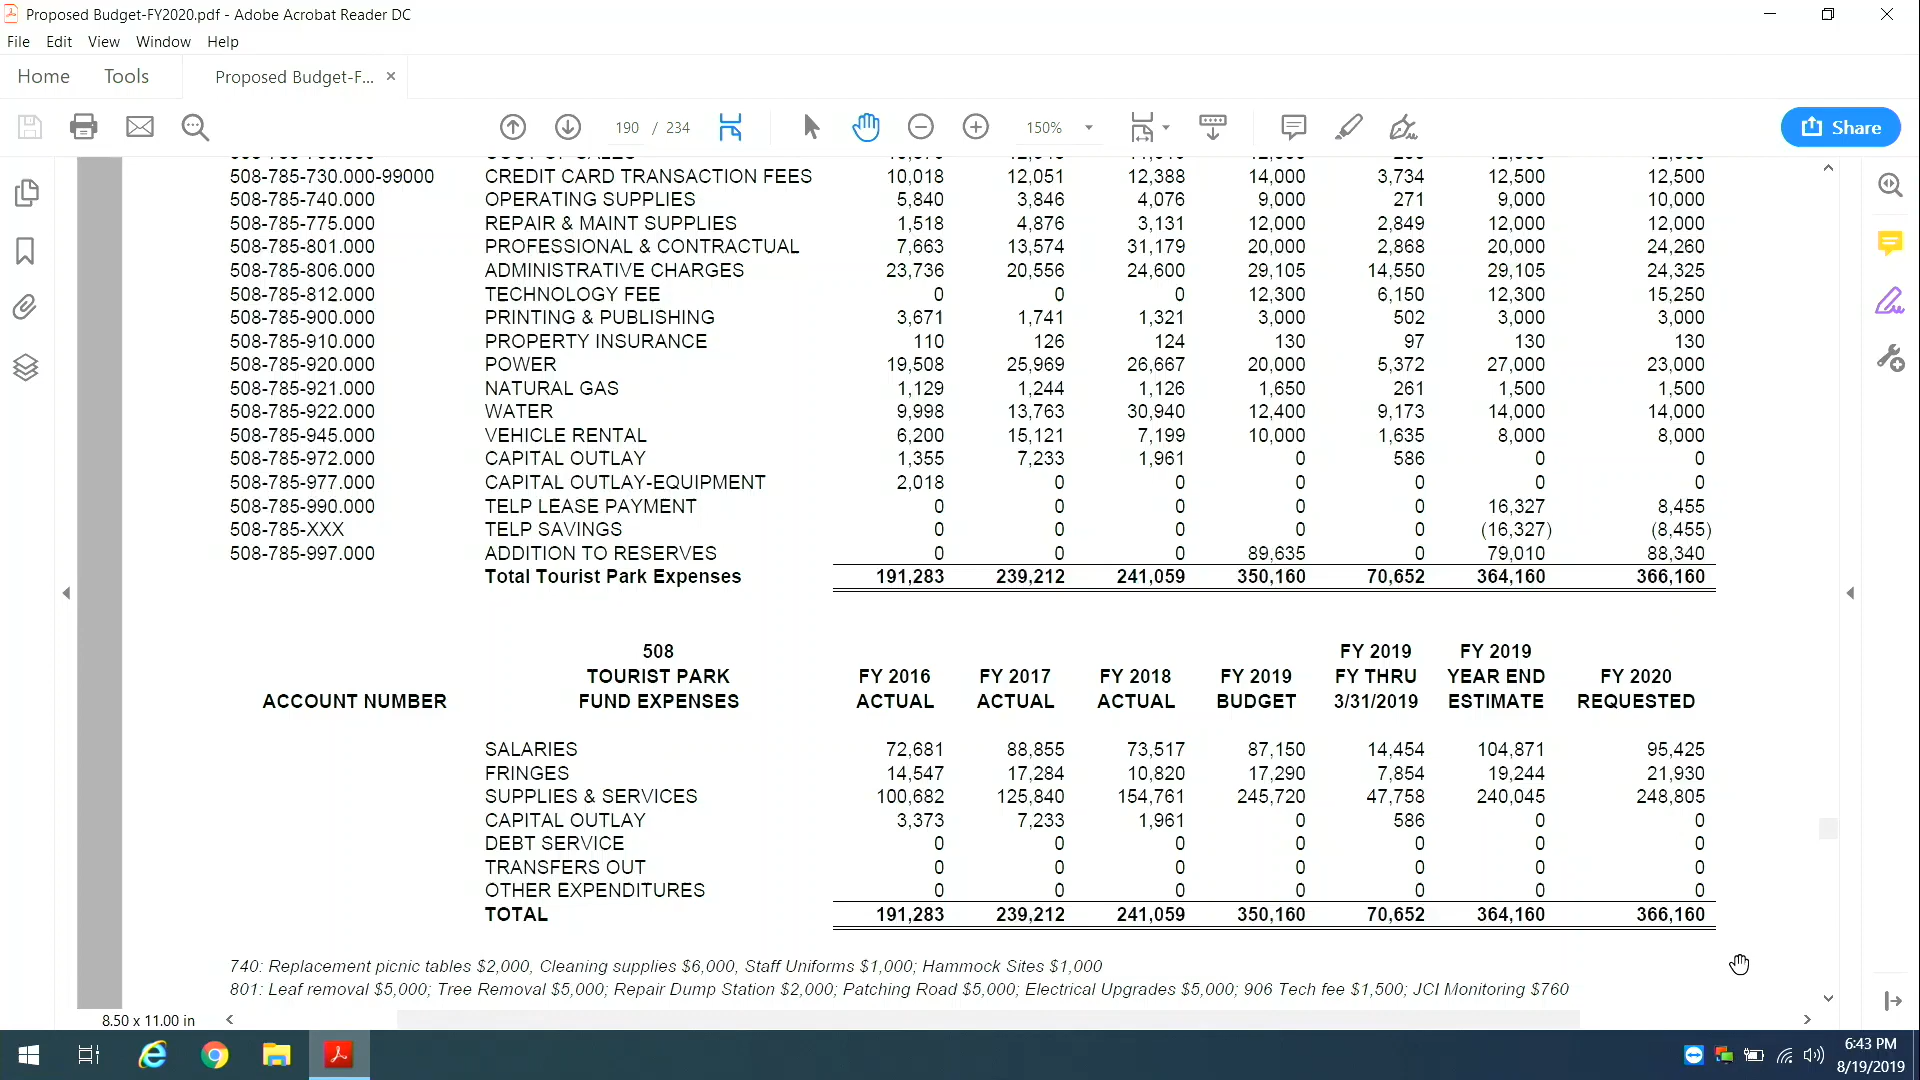 Proposed Budget-FY2020.pdf - Adobe Acrobat Reader DC
File Edit View Window Help
Home Tools Proposed Budget-F... ×
190 / 234 150% Share
508-785-730.000-99000 CREDIT CARD TRANSACTION FEES 10,018 12,051 12,388 14,000 3,734 12,500 12,500
508-785-740.000 OPERATING SUPPLIES 5,840 3,846 4,076 9,000 271 9,000 10,000
508-785-775.000 REPAIR & MAINT SUPPLIES 1,518 4,876 3,131 12,000 2,849 12,000 12,000
508-785-801.000 PROFESSIONAL & CONTRACTUAL 7,663 13,574 31,179 20,000 2,868 20,000 24,260
508-785-806.000 ADMINISTRATIVE CHARGES 23,736 20,556 24,600 29,105 14,550 29,105 24,325
508-785-812.000 TECHNOLOGY FEE 0 0 0 12,300 6,150 12,300 15,250
508-785-900.000 PRINTING & PUBLISHING 3,671 1,741 1,321 3,000 502 3,000 3,000
508-785-910.000 PROPERTY INSURANCE 110 126 124 130 97 130 130
508-785-920.000 POWER 19,508 25,969 26,667 20,000 5,372 27,000 23,000
508-785-921.000 NATURAL GAS 1,129 1,244 1,126 1,650 261 1,500 1,500
508-785-922.000 WATER 9,998 13,763 30,940 12,400 9,173 14,000 14,000
508-785-945.000 VEHICLE RENTAL 6,200 15,121 7,199 10,000 1,635 8,000 8,000
508-785-972.000 CAPITAL OUTLAY 1,355 7,233 1,961 0 586 0 0
508-785-977.000 CAPITAL OUTLAY-EQUIPMENT 2,018 0 0 0 0 0 0
508-785-990.000 TELP LEASE PAYMENT 0 0 0 0 0 16,327 8,455
508-785-XXX TELP SAVINGS 0 0 0 0 0 (16,327) (8,455)
508-785-997.000 ADDITION TO RESERVES 0 0 0 89,635 0 79,010 88,340
Total Tourist Park Expenses 191,283 239,212 241,059 350,160 70,652 364,160 366,160
508 FY 2019 FY 2019
TOURIST PARK FY 2016 FY 2017 FY 2018 FY 2019 FY THRU YEAR END FY 2020
ACCOUNT NUMBER FUND EXPENSES ACTUAL ACTUAL ACTUAL BUDGET 3/31/2019 ESTIMATE REQUESTED
SALARIES 72,681 88,855 73,517 87,150 14,454 104,871 95,425
FRINGES 14,547 17,284 10,820 17,290 7,854 19,244 21,930
SUPPLIES & SERVICES 100,682 125,840 154,761 245,720 47,758 240,045 248,805
CAPITAL OUTLAY 3,373 7,233 1,961 0 586 0 0
DEBT SERVICE 0 0 0 0 0 0 0
TRANSFERS OUT 0 0 0 0 0 0 0
OTHER EXPENDITURES 0 0 0 0 0 0 0
TOTAL 191,283 239,212 241,059 350,160 70,652 364,160 366,160
740: Replacement picnic tables $2,000, Cleaning supplies $6,000, Staff Uniforms $1,000; Hammock Sites $1,000
801: Leaf removal $5,000; Tree Removal $5,000; Repair Dump Station $2,000; Patching Road $5,000; Electrical Upgrades $5,000; 906 Tech fee $1,500; JCI Monitoring $760
8.50 x 11.00 in
6:43 PM
8/19/2019